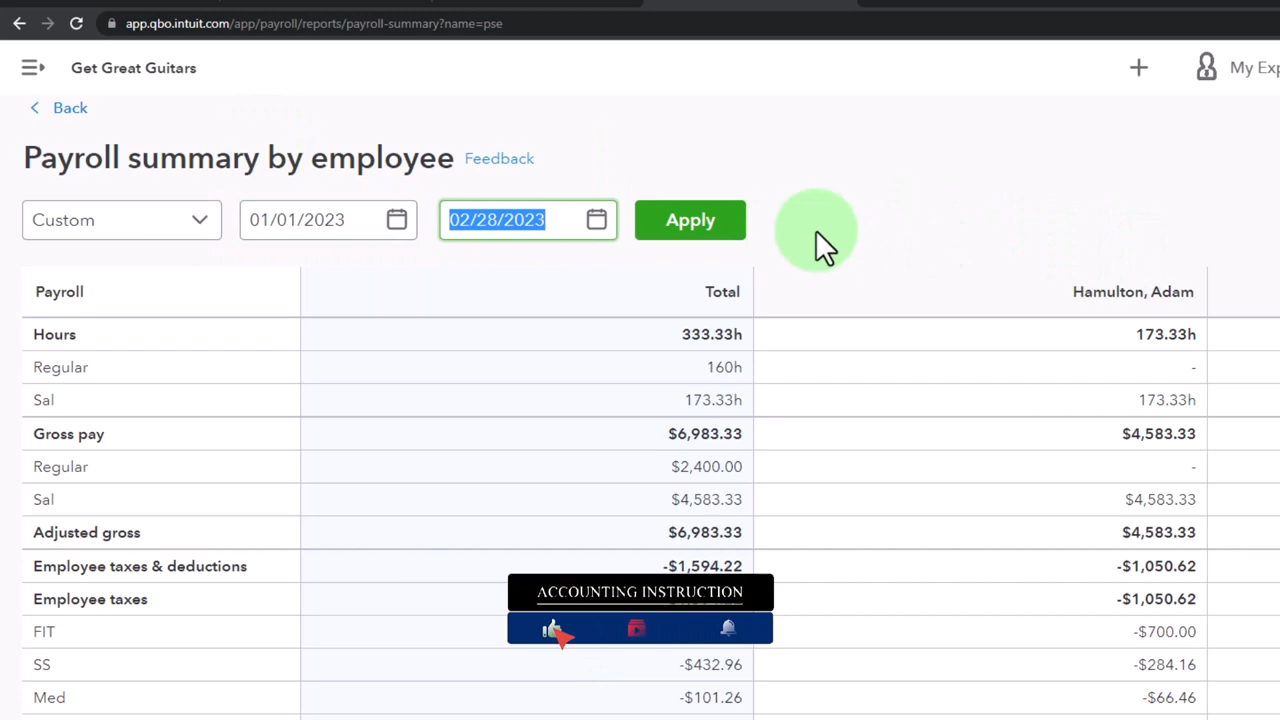 app.qbo.intuit.com/app/payroll/reports/payroll-summary?name=pse
Get Great Guitars
My Exp
Back
Payroll summary by employee Feedback
Custom 01/01/2023 02/28/2023 Apply
Payroll Total Hamulton, Adam
Hours 333.33h 173.33h
Regular 160h -
Sal 173.33h 173.33h
Gross pay $6,983.33 $4,583.33
Regular $2,400.00 -
Sal $4,583.33 $4,583.33
Adjusted gross $6,983.33 $4,583.33
Employee taxes & deductions -$1,594.22 -$1,050.62
Employee taxes -$1,050.62
ACCOUNTING INSTRUCTION
FIT -$700.00
SS -$432.96 -$284.16
Med -$101.26 -$66.46